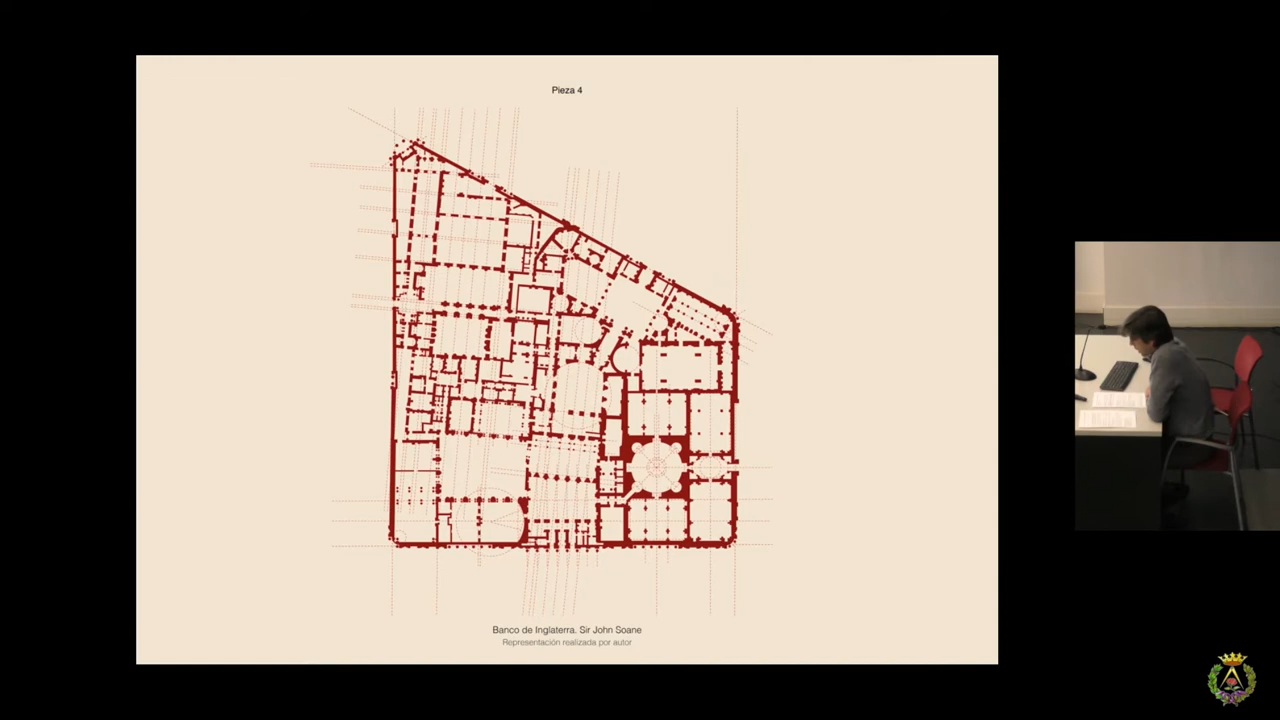 Pieza 4
Banco de Inglaterra. Sir John Soane
Representación realizada por autor